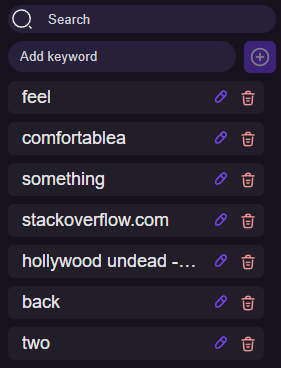 Search
Add keyword
feel
comfortablea
something
stackoverflow.com
hollywood undead -...
back
two